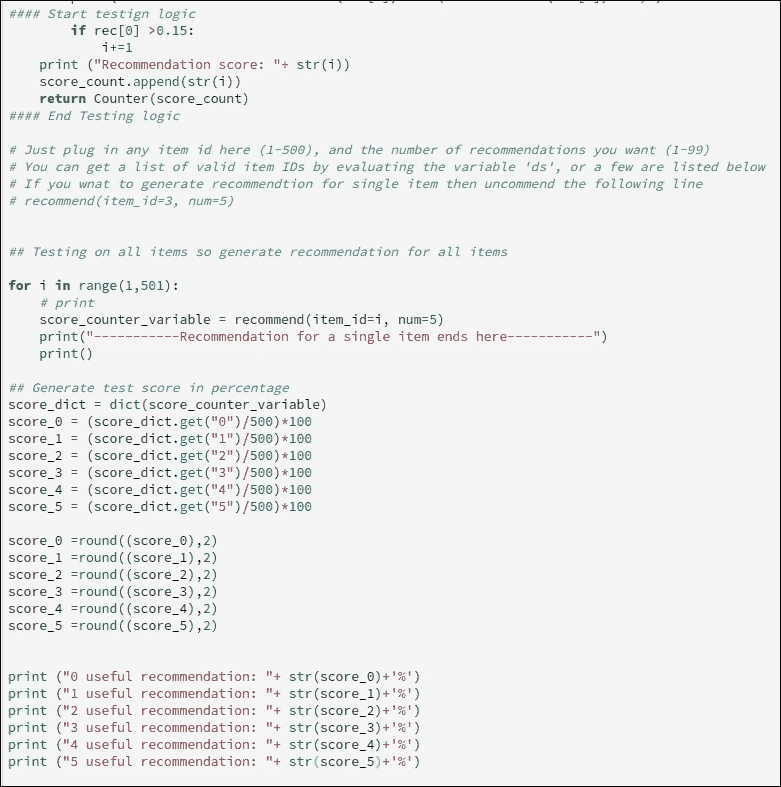 #### Start testign logic
        if rec[0] >0.15:
            i+=1
    print ("Recommendation score: "+ str(i))
    score_count.append(str(i))
    return Counter(score_count)
#### End Testing logic

# Just plug in any item id here (1-500), and the number of recommendations you want (1-99)
# You can get a list of valid item IDs by evaluating the variable 'ds', or a few are listed below
# If you wnat to generate recommendtion for single item then uncommend the following line
# recommend(item_id=3, num=5)

## Testing on all items so generate recommendation for all items

for i in range(1,501):
    # print
    score_counter_variable = recommend(item_id=i, num=5)
    print("-----------Recommendation for a single item ends here-----------")
    print()

## Generate test score in percentage
score_dict = dict(score_counter_variable)
score_0 = (score_dict.get("0")/500)*100
score_1 = (score_dict.get("1")/500)*100
score_2 = (score_dict.get("2")/500)*100
score_3 = (score_dict.get("3")/500)*100
score_4 = (score_dict.get("4")/500)*100
score_5 = (score_dict.get("5")/500)*100

score_0 =round((score_0),2)
score_1 =round((score_1),2)
score_2 =round((score_2),2)
score_3 =round((score_3),2)
score_4 =round((score_4),2)
score_5 =round((score_5),2)

print ("0 useful recommendation: "+ str(score_0)+'%')
print ("1 useful recommendation: "+ str(score_1)+'%')
print ("2 useful recommendation: "+ str(score_2)+'%')
print ("3 useful recommendation: "+ str(score_3)+'%')
print ("4 useful recommendation: "+ str(score_4)+'%')
print ("5 useful recommendation: "+ str(score_5)+'%')